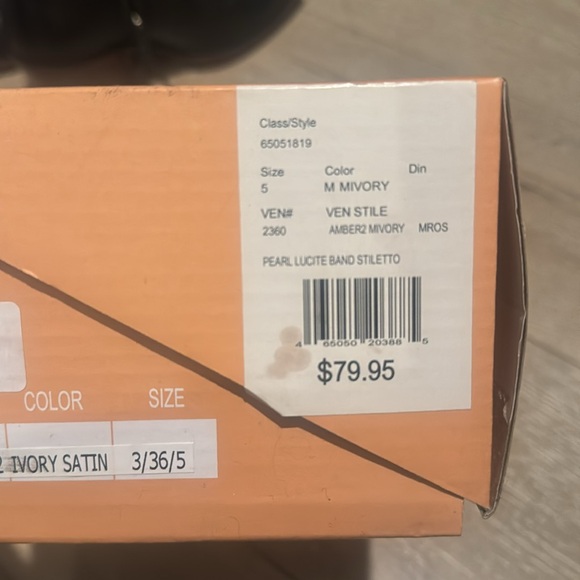 Class/Style
65051819
Size Color Din
5 M MIVORY
VEN# VEN STILE
2360 AMBER2 MIVORY MROS
PEARL LUCITE BAND STILETTO
4 65050 20388 5
$79.95
COLOR SIZE
2 IVORY SATIN 3/36/5